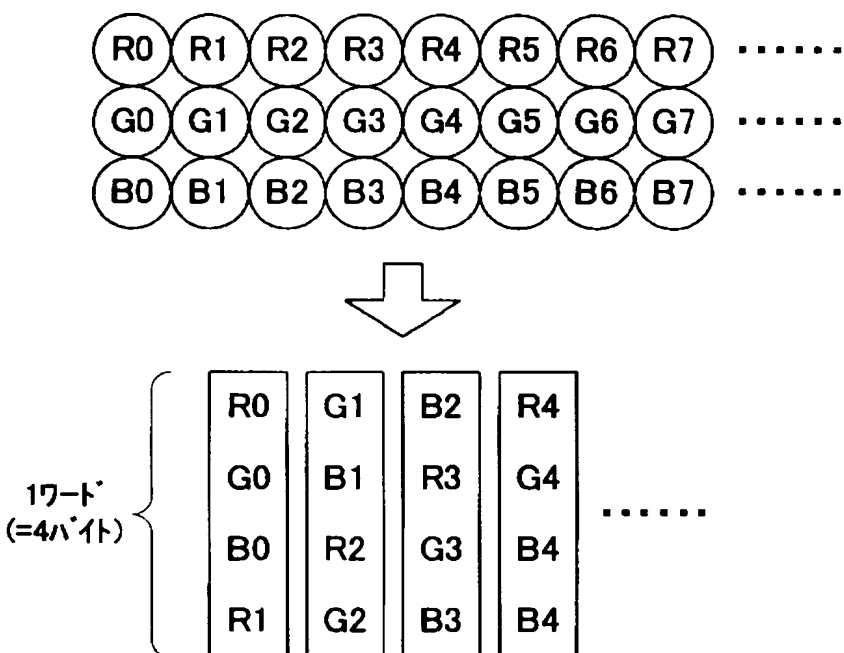 R0 R1 R2 R3 R4 R5 R6 R7 ......
G0 G1 G2 G3 G4 G5 G6 G7 ......
B0 B1 B2 B3 B4 B5 B6 B7 ......
R0 G1 B2 R4
G0 B1 R3 G4
1ワード
(=4バイト)
......
B0 R2 G3 B4
R1 G2 B3 B4